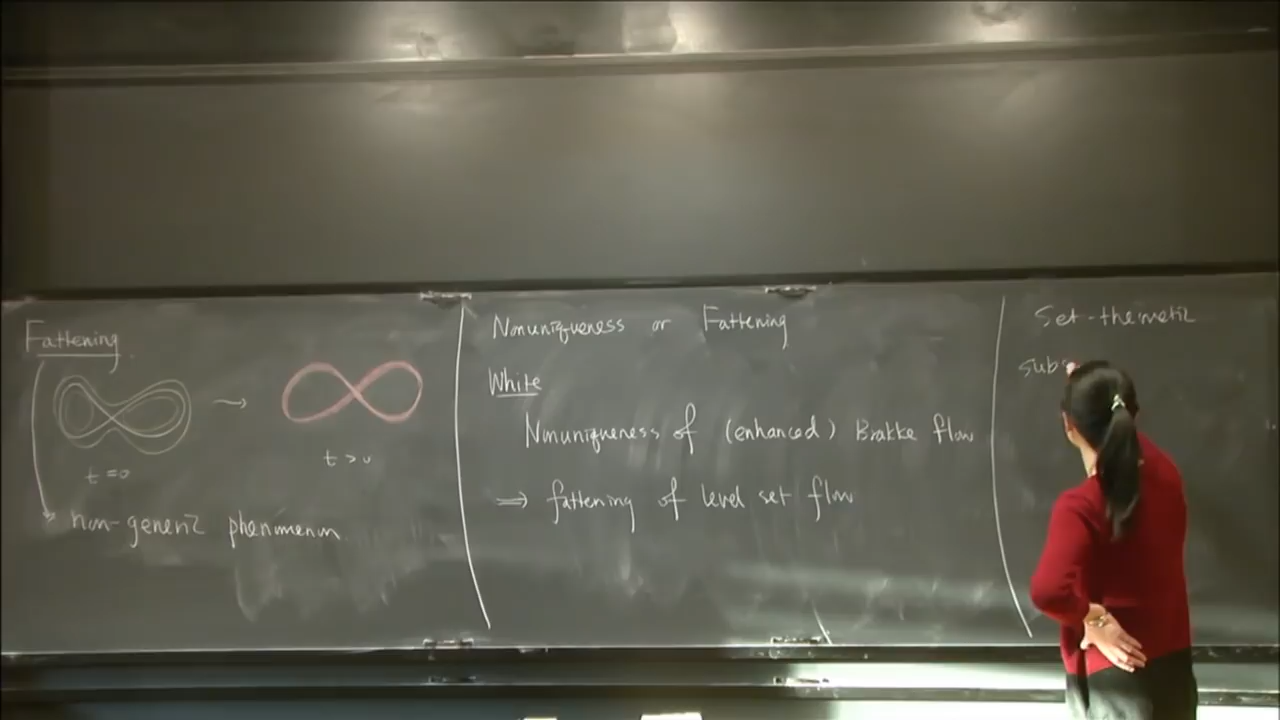 Fattening
t=0
t>0
non-generic phenomenon.
Nonuniqueness or Fattening
White
Nonuniqueness of (enhanced) Brakke flow
⟹ fattening of level set flow
Set-theoretic
subs